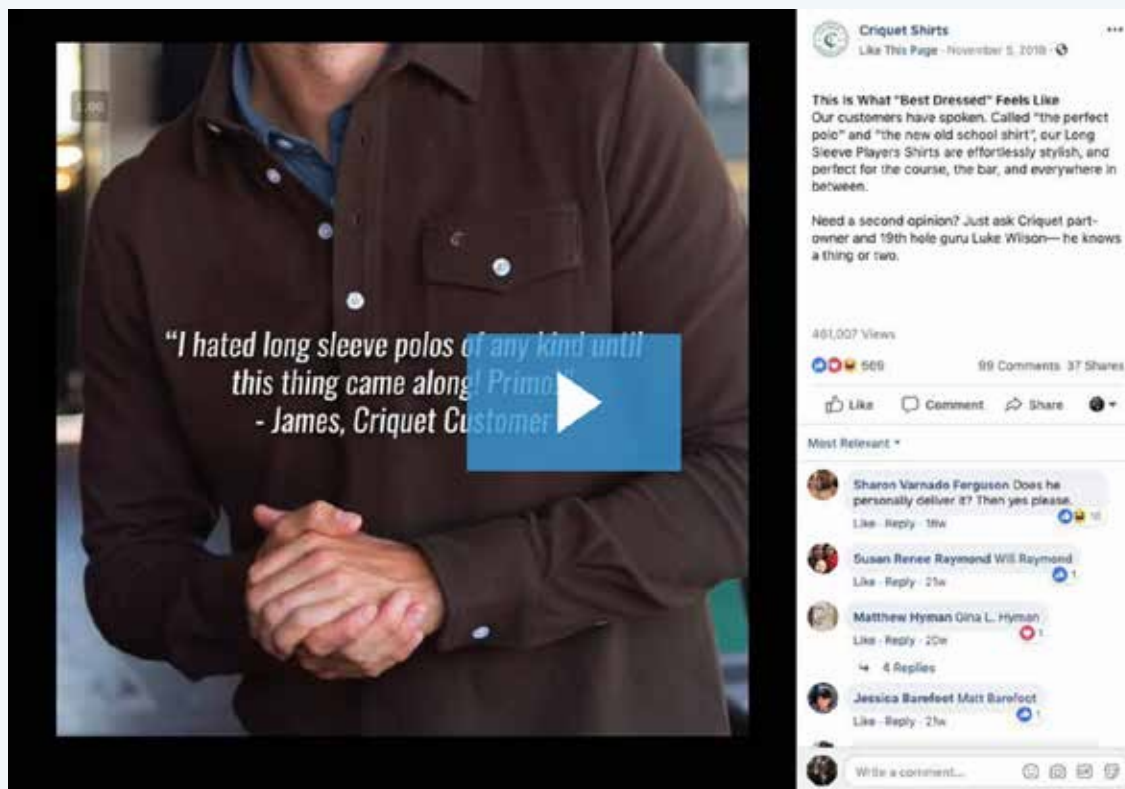 "I hated long sleeve polos of any kind until
this thing came along! Primo!"
- James, Criquet Customer
Criquet Shirts
Like This Page · November 5, 2018 ·
This Is What "Best Dressed" Feels Like
Our customers have spoken. Called "the perfect
polo" and "the new old school shirt", our Long
Sleeve Players Shirts are effortlessly stylish, and
perfect for the course, the bar, and everywhere in
between.
Need a second opinion? Just ask Criquet part-
owner and 19th hole guru Luke Wilson— he knows
a thing or two.
461,007 Views
569
99 Comments 37 Shares
Like Comment Share
Most Relevant
Sharon Varnado Ferguson Does he
personally deliver it? Then yes please.
Like · Reply ·
Susan Renee Raymond Will Raymond
1
Like · Reply · 21w
Matthew Hyman Gina L. Hyman
1
Like · Reply · 20w
4 Replies
Jessica Barefoot Matt Barefoot
1
Like · Reply · 21w
Write a comment...